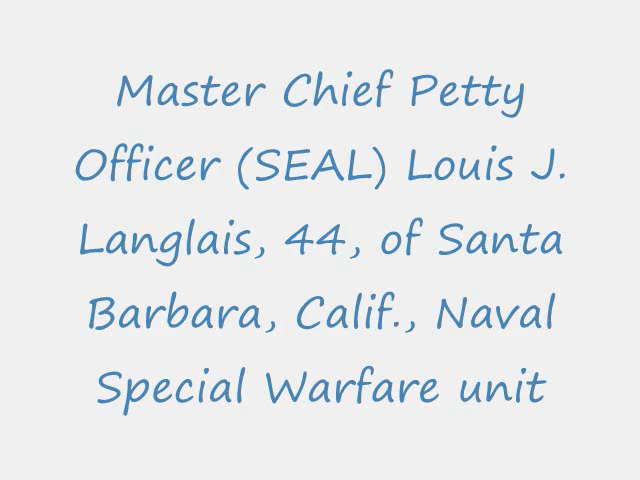 Master Chief Petty
Officer (SEAL) Louis J.
Langlais, 44, of Santa
Barbara, Calif., Naval
Special Warfare unit